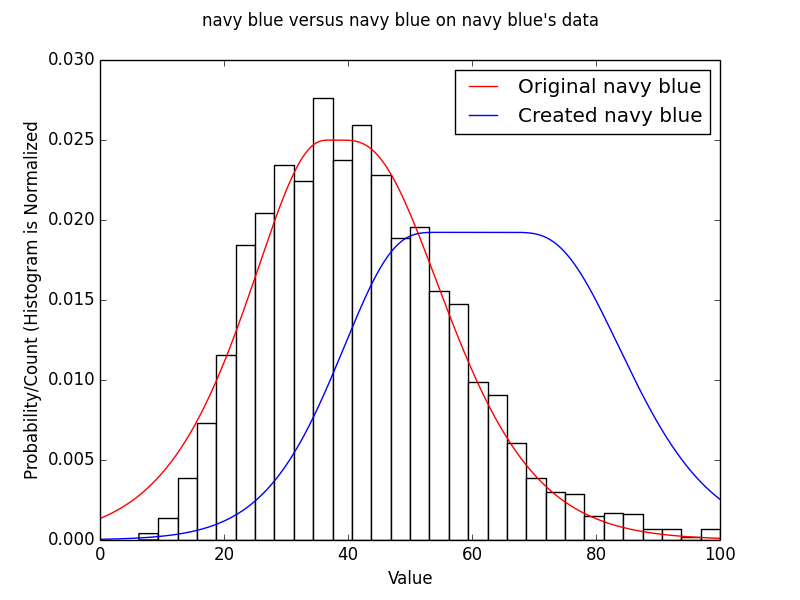 navy blue versus navy blue on navy blue's data
Original navy blue
Created navy blue
Probability/Count (Histogram is Normalized
0.030
0.025
0.020
0.015
0.010
0.005
0.000
0 20 40 60 80 100
Value